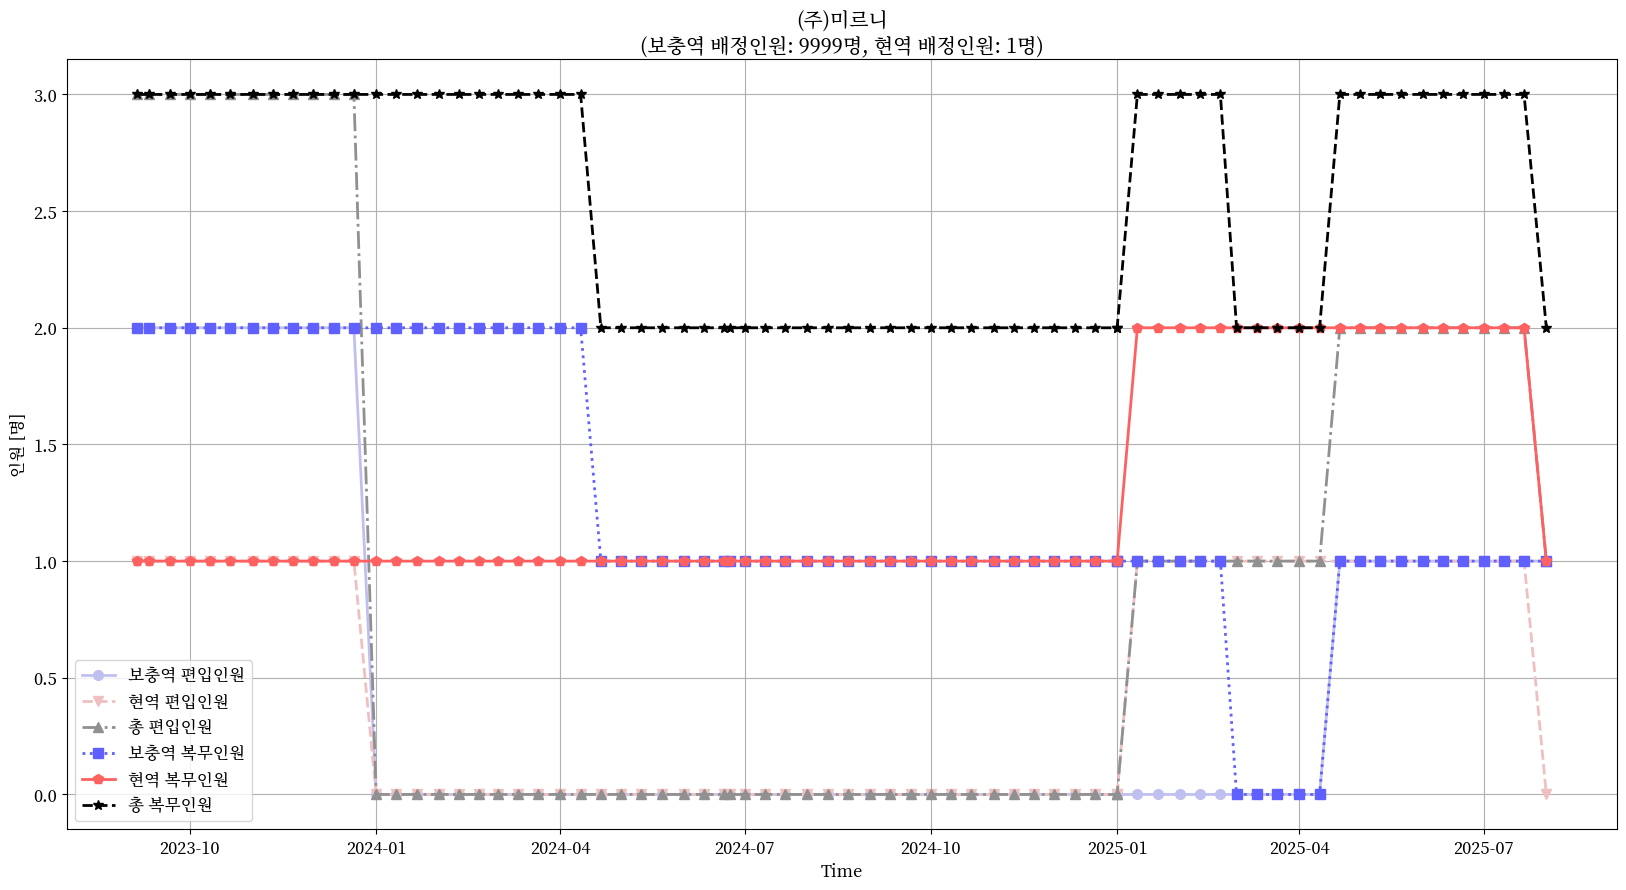 (주)미르니
(보충역 배정인원: 9999명, 현역 배정인원: 1명)
3.0
2.5
2.0
1.5
1.0
0.5
0.0
인원 [명]
보충역 편입인원
현역 편입인원
총 편입인원
보충역 복무인원
현역 복무인원
총 복무인원
2023-10 2024-01 2024-04 2024-07 2024-10 2025-01 2025-04 2025-07
Time